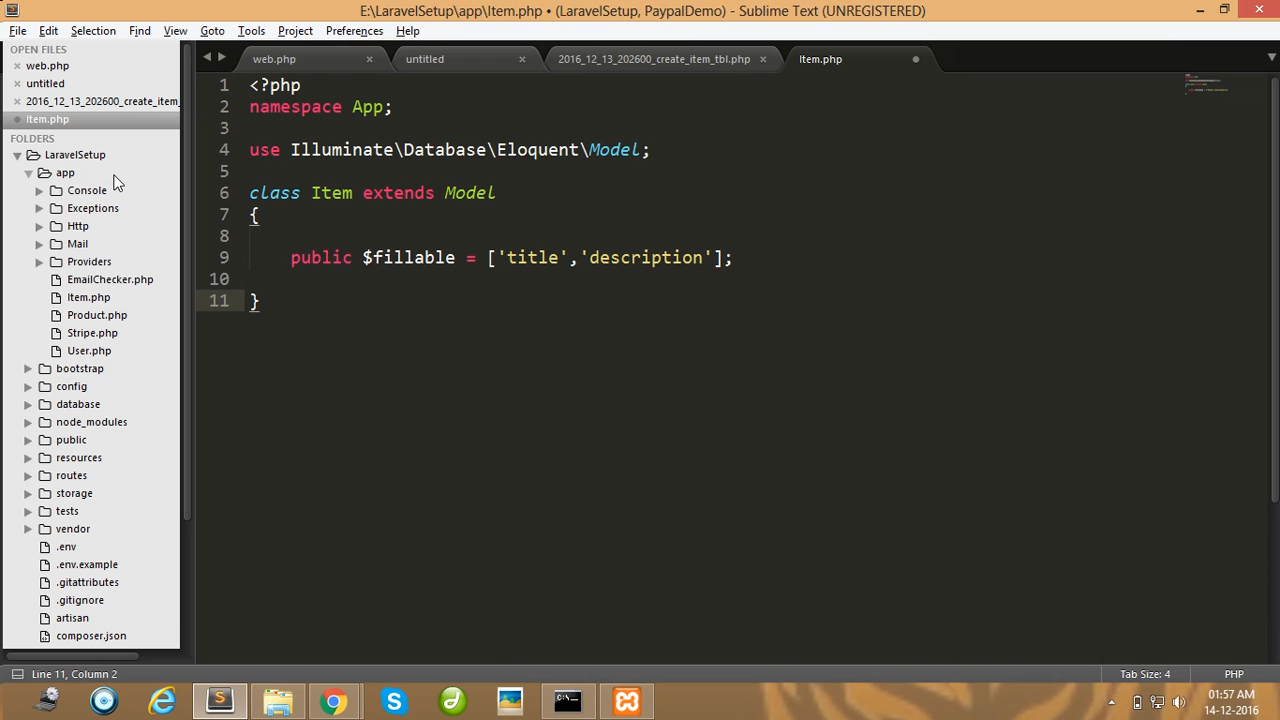 E:\LaravelSetup\app\Item.php • (LaravelSetup, PaypalDemo) - Sublime Text (UNREGISTERED)
File Edit Selection Find View Goto Tools Project Preferences Help
OPEN FILES
web.php
untitled
2016_12_13_202600_create_item_
Item.php
FOLDERS
LaravelSetup
app
Console
Exceptions
Http
Mail
Providers
EmailChecker.php
Item.php
Product.php
Stripe.php
User.php
bootstrap
config
database
node_modules
public
resources
routes
storage
tests
vendor
.env
.env.example
.gitattributes
.gitignore
artisan
composer.json
web.php untitled 2016_12_13_202600_create_item_tbl.php Item.php
1 <?php
2 namespace App;
3
4 use Illuminate\Database\Eloquent\Model;
5
6 class Item extends Model
7 {
8
9 public $fillable = ['title','description'];
10
11 }
Line 11, Column 2 Tab Size: 4 PHP
01:57 AM
14-12-2016